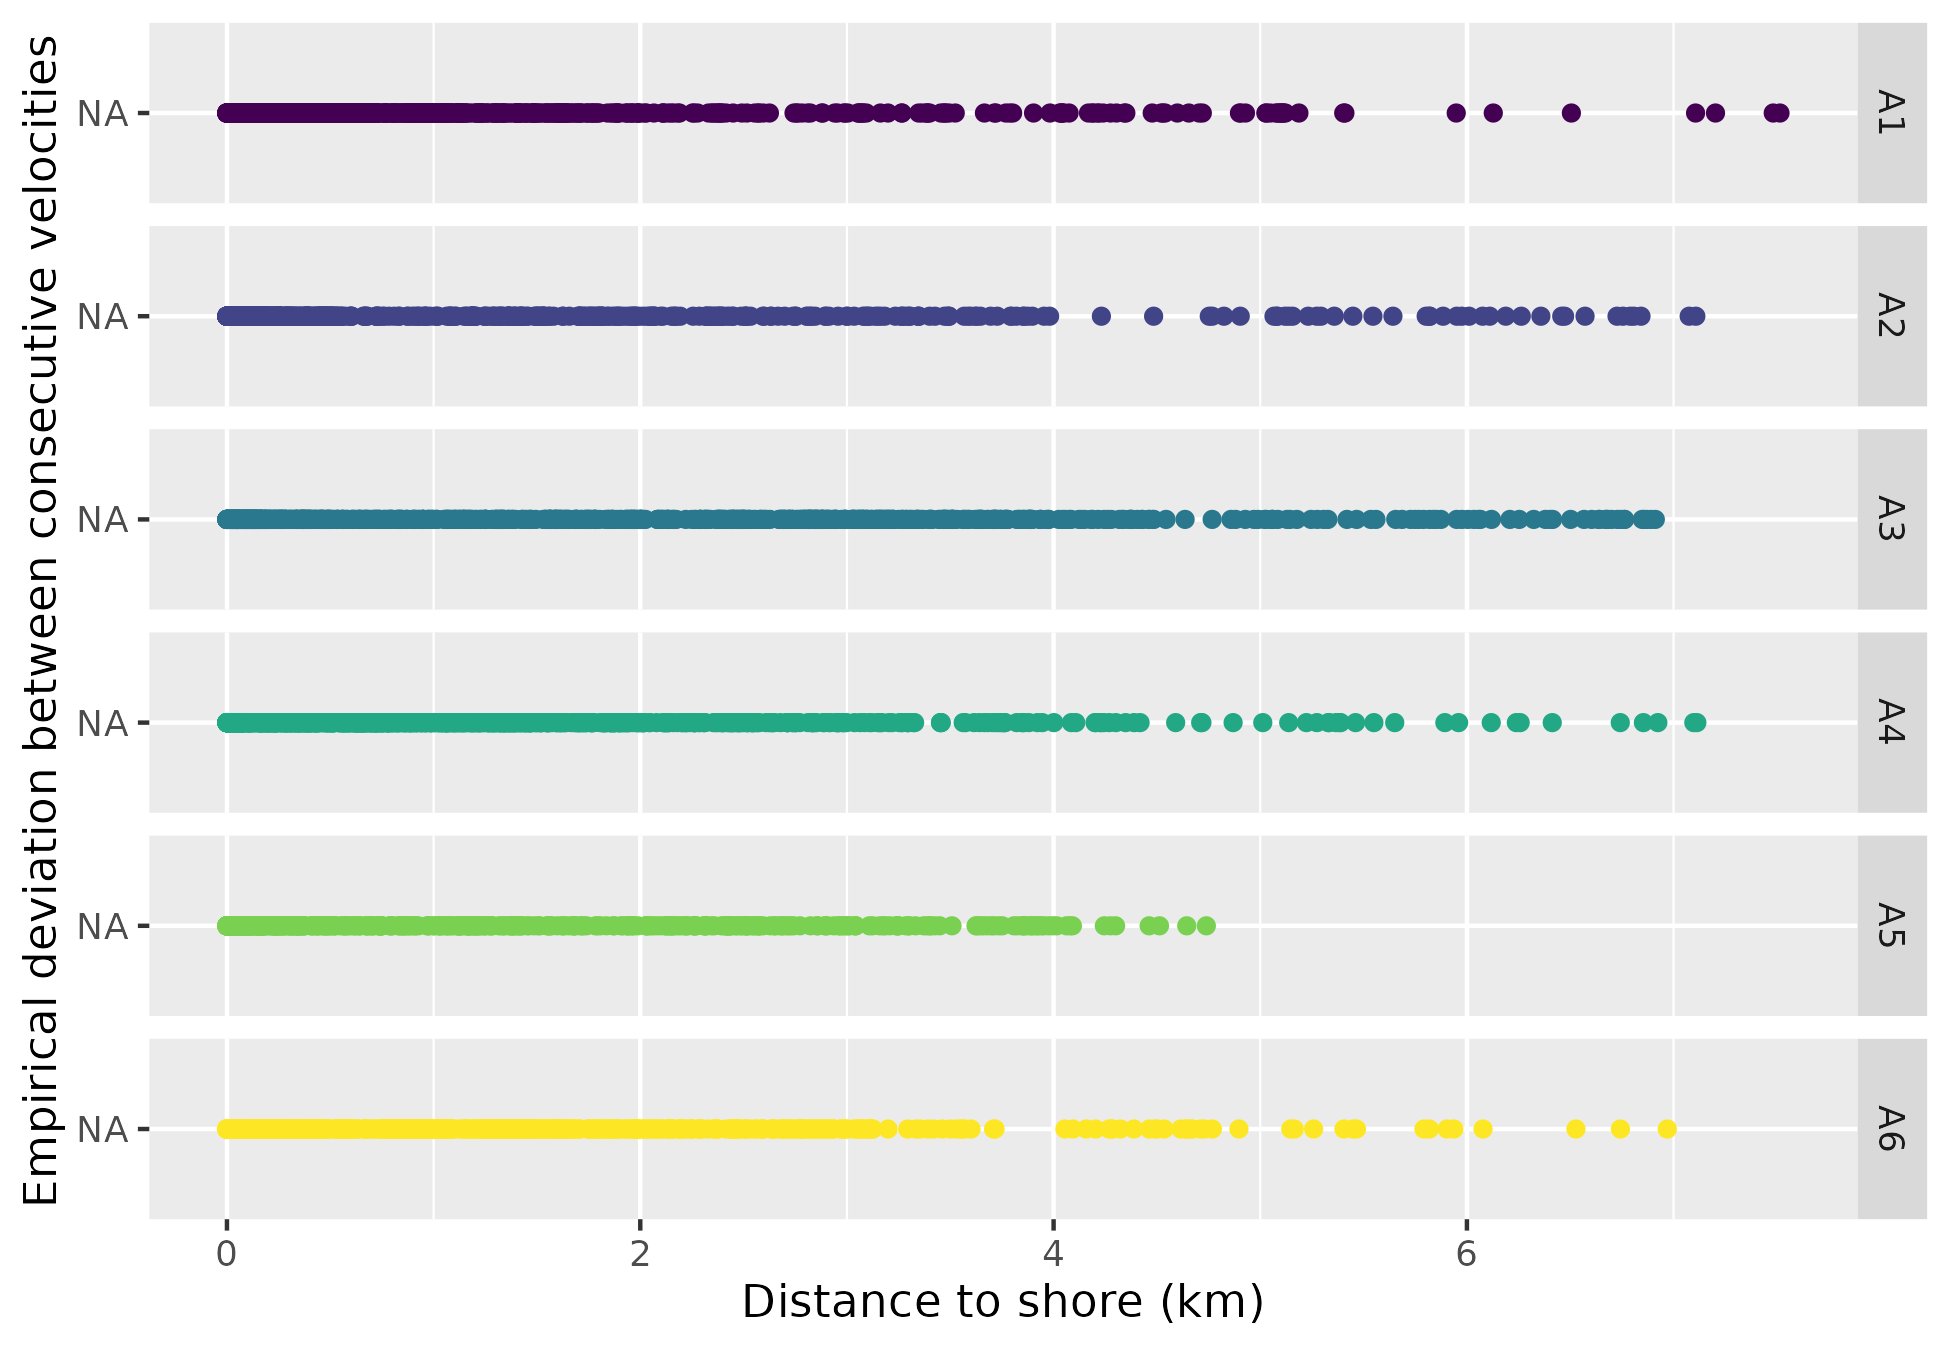 Empirical deviation between consecutive velocities
NA
A1
NA
A2
NA
A3
NA
A4
NA
A5
NA
A6
0 2 4 6
Distance to shore (km)